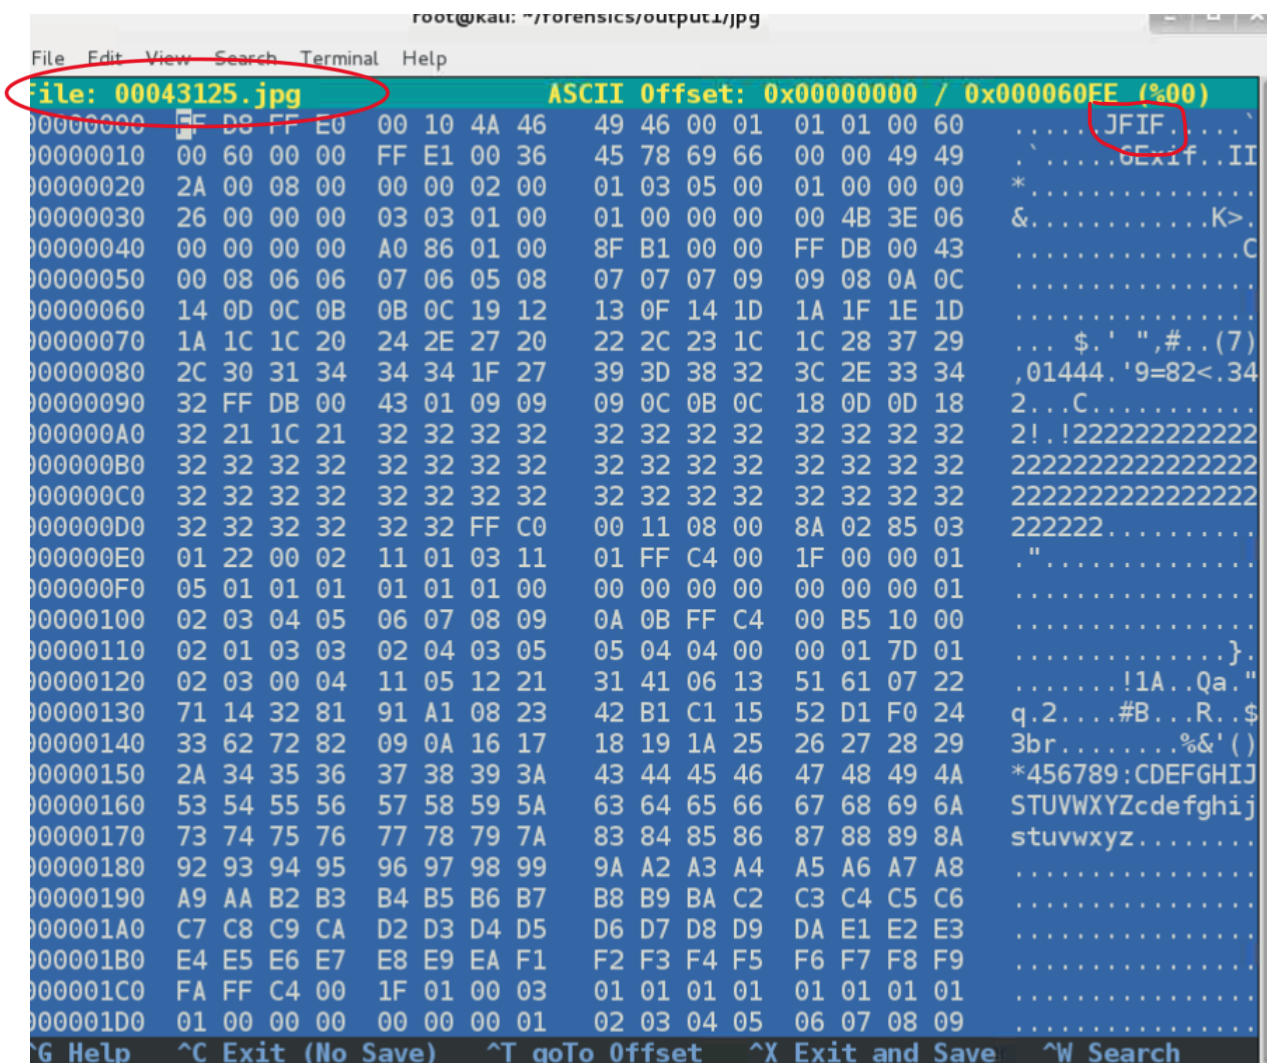 root@kali: ~/forensics/output1/jpg
File Edit View Search Terminal Help
File: 00043125.jpg ASCII Offset: 0x00000000 / 0x000060EE (%00)
00000000 FF D8 FF E0 00 10 4A 46 49 46 00 01 01 01 00 60 ......JFIF.....`
00000010 00 60 00 00 FF E1 00 36 45 78 69 66 00 00 49 49 .`.....6Exif..II
00000020 2A 00 08 00 00 00 02 00 01 03 05 00 01 00 00 00 *...............
00000030 26 00 00 00 03 03 01 00 01 00 00 00 00 4B 3E 06 &............K>.
00000040 00 00 00 00 A0 86 01 00 8F B1 00 00 FF DB 00 43 ...............C
00000050 00 08 06 06 07 06 05 08 07 07 07 09 09 08 0A 0C ................
00000060 14 0D 0C 0B 0B 0C 19 12 13 0F 14 1D 1A 1F 1E 1D ................
00000070 1A 1C 1C 20 24 2E 27 20 22 2C 23 1C 1C 28 37 29 ... $.' ",#..(7)
00000080 2C 30 31 34 34 34 1F 27 39 3D 38 32 3C 2E 33 34 ,01444.'9=82<.34
00000090 32 FF DB 00 43 01 09 09 09 0C 0B 0C 18 0D 0D 18 2...C...........
000000A0 32 21 1C 21 32 32 32 32 32 32 32 32 32 32 32 32 2!.!222222222222
000000B0 32 32 32 32 32 32 32 32 32 32 32 32 32 32 32 32 2222222222222222
000000C0 32 32 32 32 32 32 32 32 32 32 32 32 32 32 32 32 2222222222222222
000000D0 32 32 32 32 32 32 FF C0 00 11 08 00 8A 02 85 03 222222..........
000000E0 01 22 00 02 11 01 03 11 01 FF C4 00 1F 00 00 01 ."..............
000000F0 05 01 01 01 01 01 01 00 00 00 00 00 00 00 00 01 ................
00000100 02 03 04 05 06 07 08 09 0A 0B FF C4 00 B5 10 00 ................
00000110 02 01 03 03 02 04 03 05 05 04 04 00 00 01 7D 01 ..............}.
00000120 02 03 00 04 11 05 12 21 31 41 06 13 51 61 07 22 .......!1A..Qa."
00000130 71 14 32 81 91 A1 08 23 42 B1 C1 15 52 D1 F0 24 q.2....#B...R..$
00000140 33 62 72 82 09 0A 16 17 18 19 1A 25 26 27 28 29 3br........%&'()
00000150 2A 34 35 36 37 38 39 3A 43 44 45 46 47 48 49 4A *456789:CDEFGHIJ
00000160 53 54 55 56 57 58 59 5A 63 64 65 66 67 68 69 6A STUVWXYZcdefghij
00000170 73 74 75 76 77 78 79 7A 83 84 85 86 87 88 89 8A stuvwxyz........
00000180 92 93 94 95 96 97 98 99 9A A2 A3 A4 A5 A6 A7 A8 ................
00000190 A9 AA B2 B3 B4 B5 B6 B7 B8 B9 BA C2 C3 C4 C5 C6 ................
000001A0 C7 C8 C9 CA D2 D3 D4 D5 D6 D7 D8 D9 DA E1 E2 E3 ................
000001B0 E4 E5 E6 E7 E8 E9 EA F1 F2 F3 F4 F5 F6 F7 F8 F9 ................
000001C0 FA FF C4 00 1F 01 00 03 01 01 01 01 01 01 01 01 ................
000001D0 01 00 00 00 00 00 00 01 02 03 04 05 06 07 08 09 ................
^G Help ^C Exit (No Save) ^T goTo Offset ^X Exit and Save ^W Search